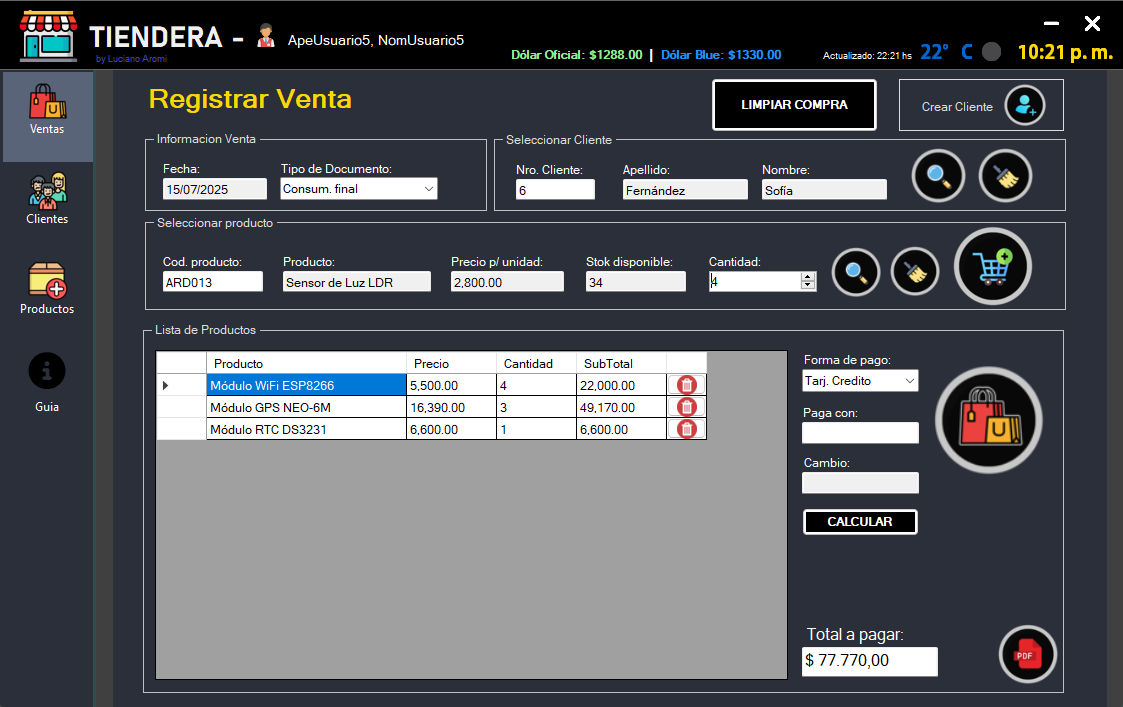 TIENDERA -
by Luciano Aromi
ApeUsuario5, NomUsuario5
Dólar Oficial: $1288.00 | Dólar Blue: $1330.00
Actualizado: 22:21 hs
22° C
10:21 p. m.
Ventas
Clientes
Productos
Guia
Registrar Venta
LIMPIAR COMPRA
Crear Cliente
Informacion Venta
Fecha:
Tipo de Documento:
15/07/2025
Consum. final
Seleccionar Cliente
Nro. Cliente:
Apellido:
Nombre:
6
Fernández
Sofía
Seleccionar producto
Cod. producto:
Producto:
Precio p/ unidad:
Stok disponible:
Cantidad:
ARD013
Sensor de Luz LDR
2,800.00
34
4
Lista de Productos
Producto Precio Cantidad SubTotal
Módulo WiFi ESP8266 5,500.00 4 22,000.00
Módulo GPS NEO-6M 16,390.00 3 49,170.00
Módulo RTC DS3231 6,600.00 1 6,600.00
Forma de pago:
Tarj. Credito
Paga con:
Cambio:
CALCULAR
Total a pagar:
$ 77.770,00
PDF